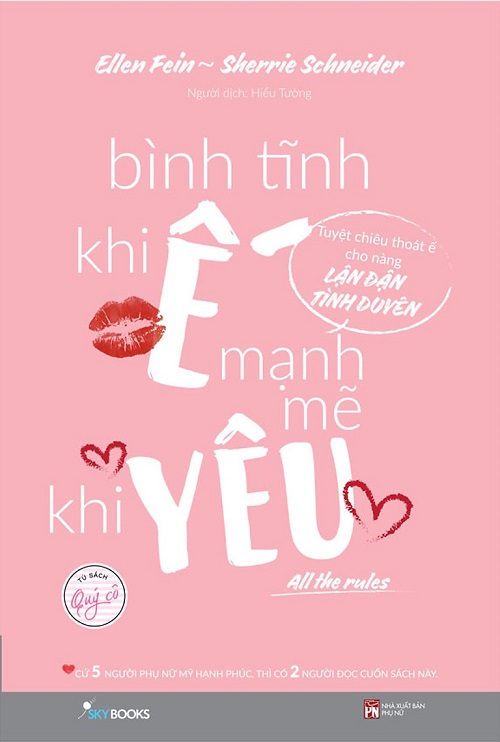 Ellen Fein ~ Sherrie Schneider
Người dịch: Hiếu Tường
bình tĩnh
khi Ế
Tuyệt chiêu thoát ế
cho nàng
LẬN ĐẬN
TÌNH DUYÊN
mạnh
mẽ
khi YÊU
All the rules
TỦ SÁCH
Quý cô
CỨ 5 NGƯỜI PHỤ NỮ MỸ HẠNH PHÚC, THÌ CÓ 2 NGƯỜI ĐỌC CUỐN SÁCH NÀY.
SKYBOOKS
PN
NHÀ XUẤT BẢN
PHỤ NỮ